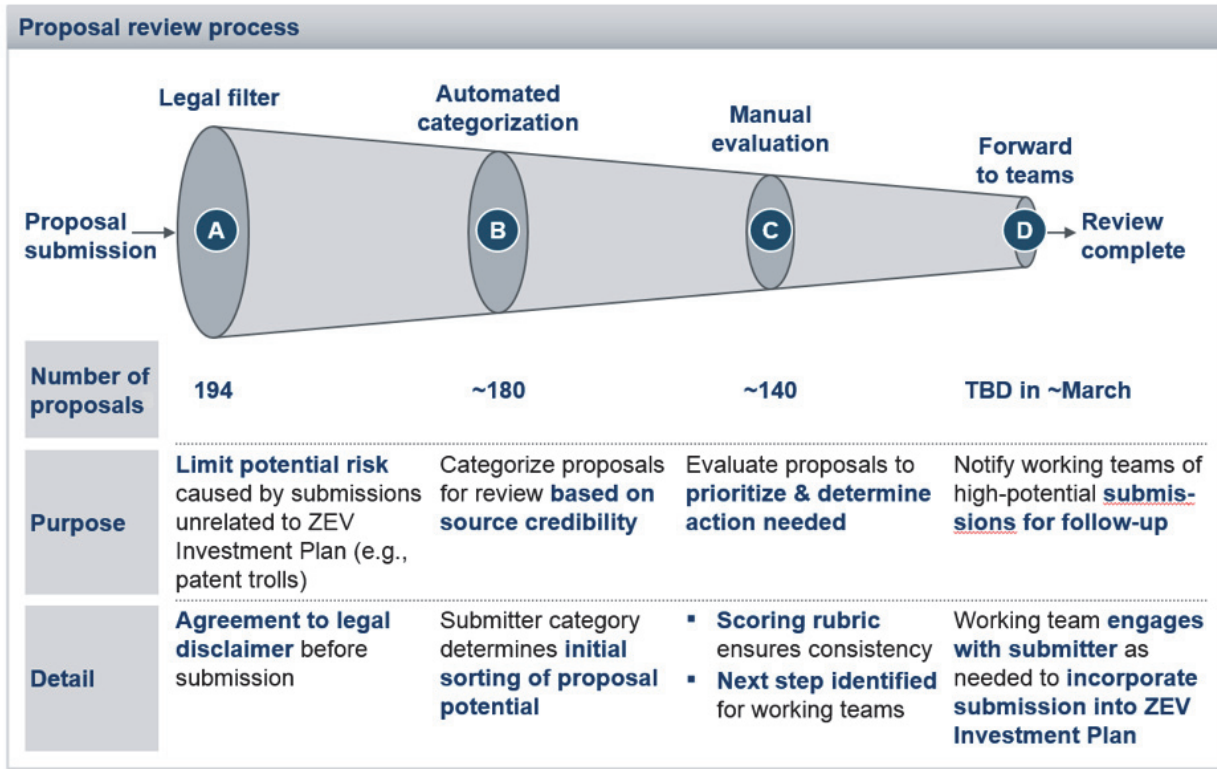 Proposal review process
Legal filter
Automated
categorization
Manual
evaluation
Forward
to teams
Proposal
submission
A
B
C
D
Review
complete
Number of
proposals
194
~180
~140
TBD in ~March
Purpose
Limit potential risk
caused by submissions
unrelated to ZEV
Investment Plan (e.g.,
patent trolls)
Categorize proposals
for review based on
source credibility
Evaluate proposals to
prioritize & determine
action needed
Notify working teams of
high-potential submis-
sions for follow-up
Detail
Agreement to legal
disclaimer before
submission
Submitter category
determines initial
sorting of proposal
potential
▪ Scoring rubric
ensures consistency
▪ Next step identified
for working teams
Working team engages
with submitter as
needed to incorporate
submission into ZEV
Investment Plan